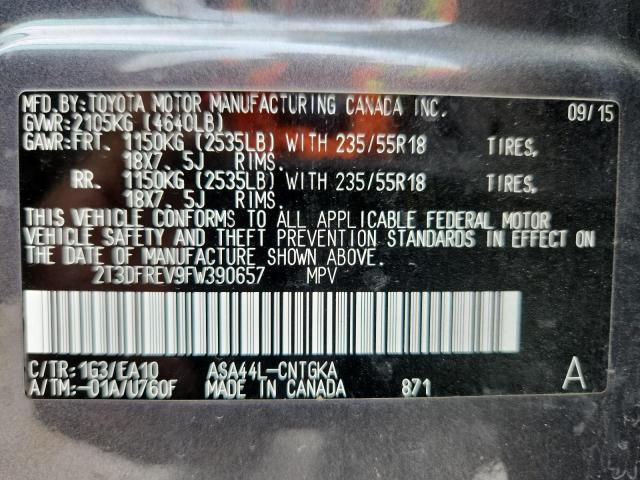 MFD.BY:TOYOTA MOTOR MANUFACTURING CANADA INC. 09/15
GVWR:2105KG (4640LB)
GAWR:FRT. 1150KG (2535LB) WITH 235/55R18 TIRES,
18X7. 5J RIMS.
RR. 1150KG (2535LB) WITH 235/55R18 TIRES,
18X7. 5J RIMS.
THIS VEHICLE CONFORMS TO ALL APPLICABLE FEDERAL MOTOR
VEHICLE SAFETY AND THEFT PREVENTION STANDARDS IN EFFECT ON
THE DATE OF MANUFACTURE SHOWN ABOVE.
2T3DFREV9FW390657 MPV
C/TR:1G3/EA10 ASA44L-CNTGKA
A/TM:-01A/U760F MADE IN CANADA 871 A